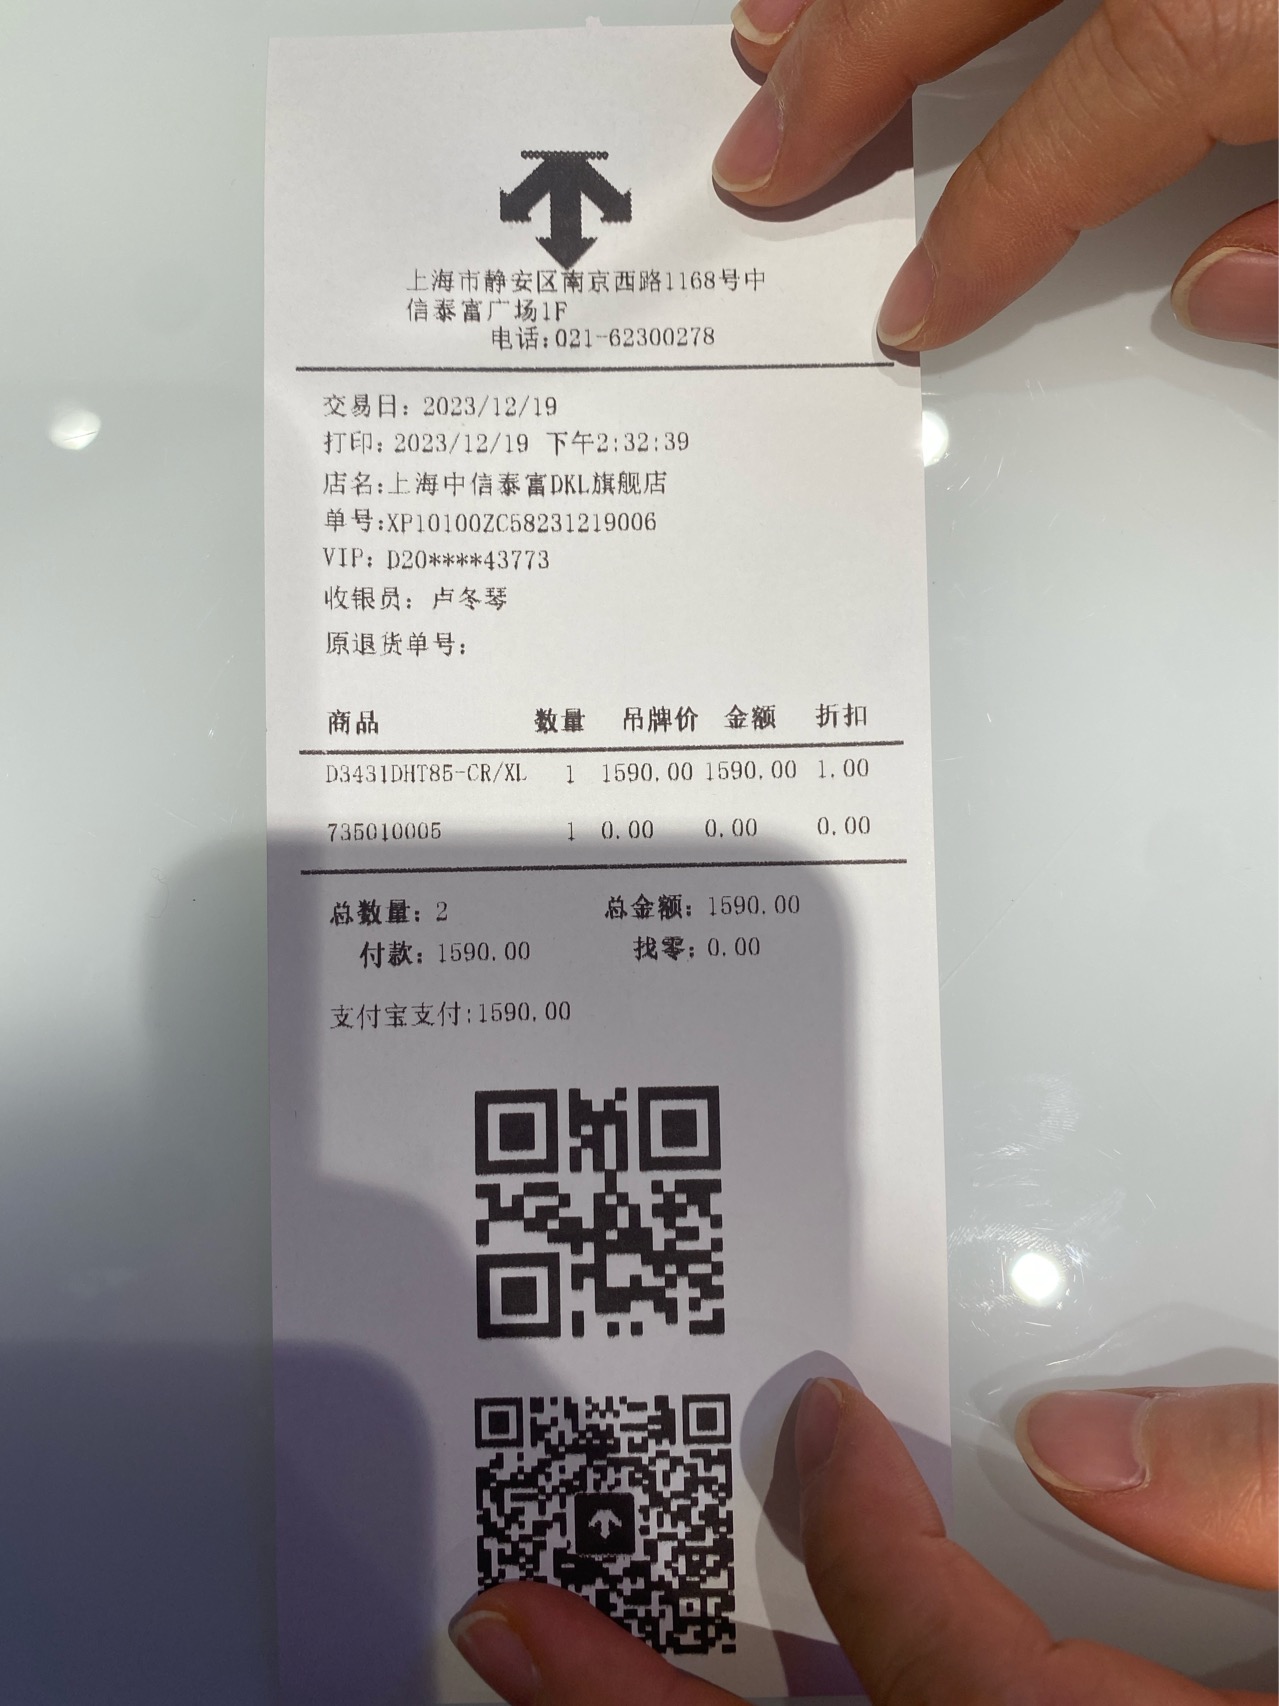 上海市静安区南京西路1168号中
信泰富广场1F
电话:021-62300278
交易日: 2023/12/19
打印: 2023/12/19 下午2:32:39
店名:上海中信泰富DKL旗舰店
单号:XP10100ZC58231219006
VIP: D20****43773
收银员: 卢冬琴
原退货单号:
商品 数量 吊牌价 金额 折扣
D3431DHT85-CR/XL 1 1590.00 1590.00 1.00
735010005 1 0.00 0.00 0.00
总数量: 2 总金额: 1590.00
付款: 1590.00 找零: 0.00
支付宝支付:1590.00